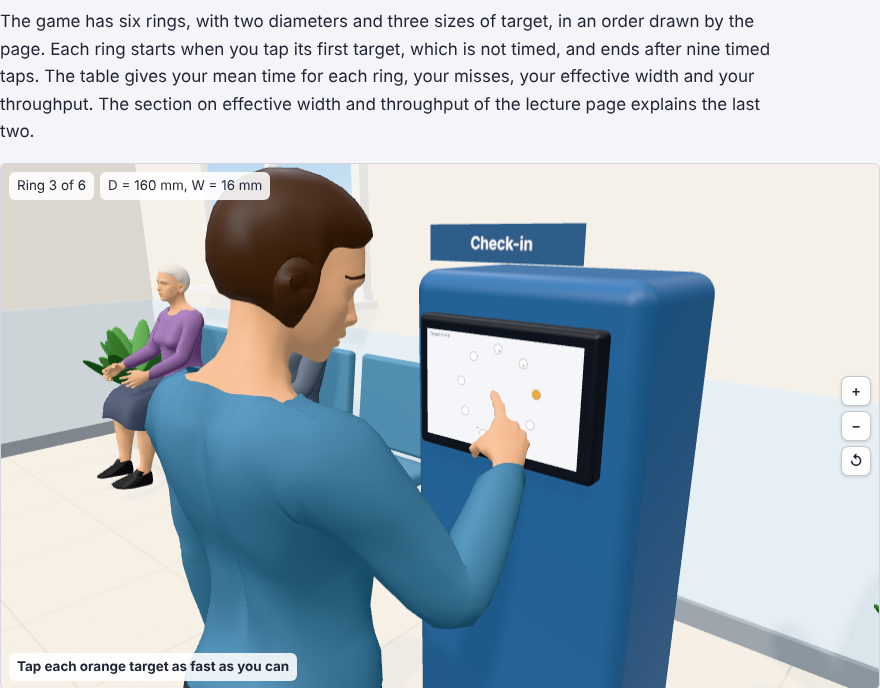 The game has six rings, with two diameters and three sizes of target, in an order drawn by the
page. Each ring starts when you tap its first target, which is not timed, and ends after nine timed
taps. The table gives your mean time for each ring, your misses, your effective width and your
throughput. The section on effective width and throughput of the lecture page explains the last
two.
Ring 3 of 6
D = 160 mm, W = 16 mm
Check-in
+
−
Tap each orange target as fast as you can